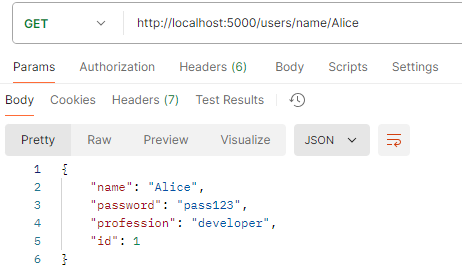 GET http://localhost:5000/users/name/Alice
Params Authorization Headers (6) Body Scripts Settings
Body Cookies Headers (7) Test Results
Pretty Raw Preview Visualize JSON
1 {
2 "name": "Alice",
3 "password": "pass123",
4 "profession": "developer",
5 "id": 1
6 }